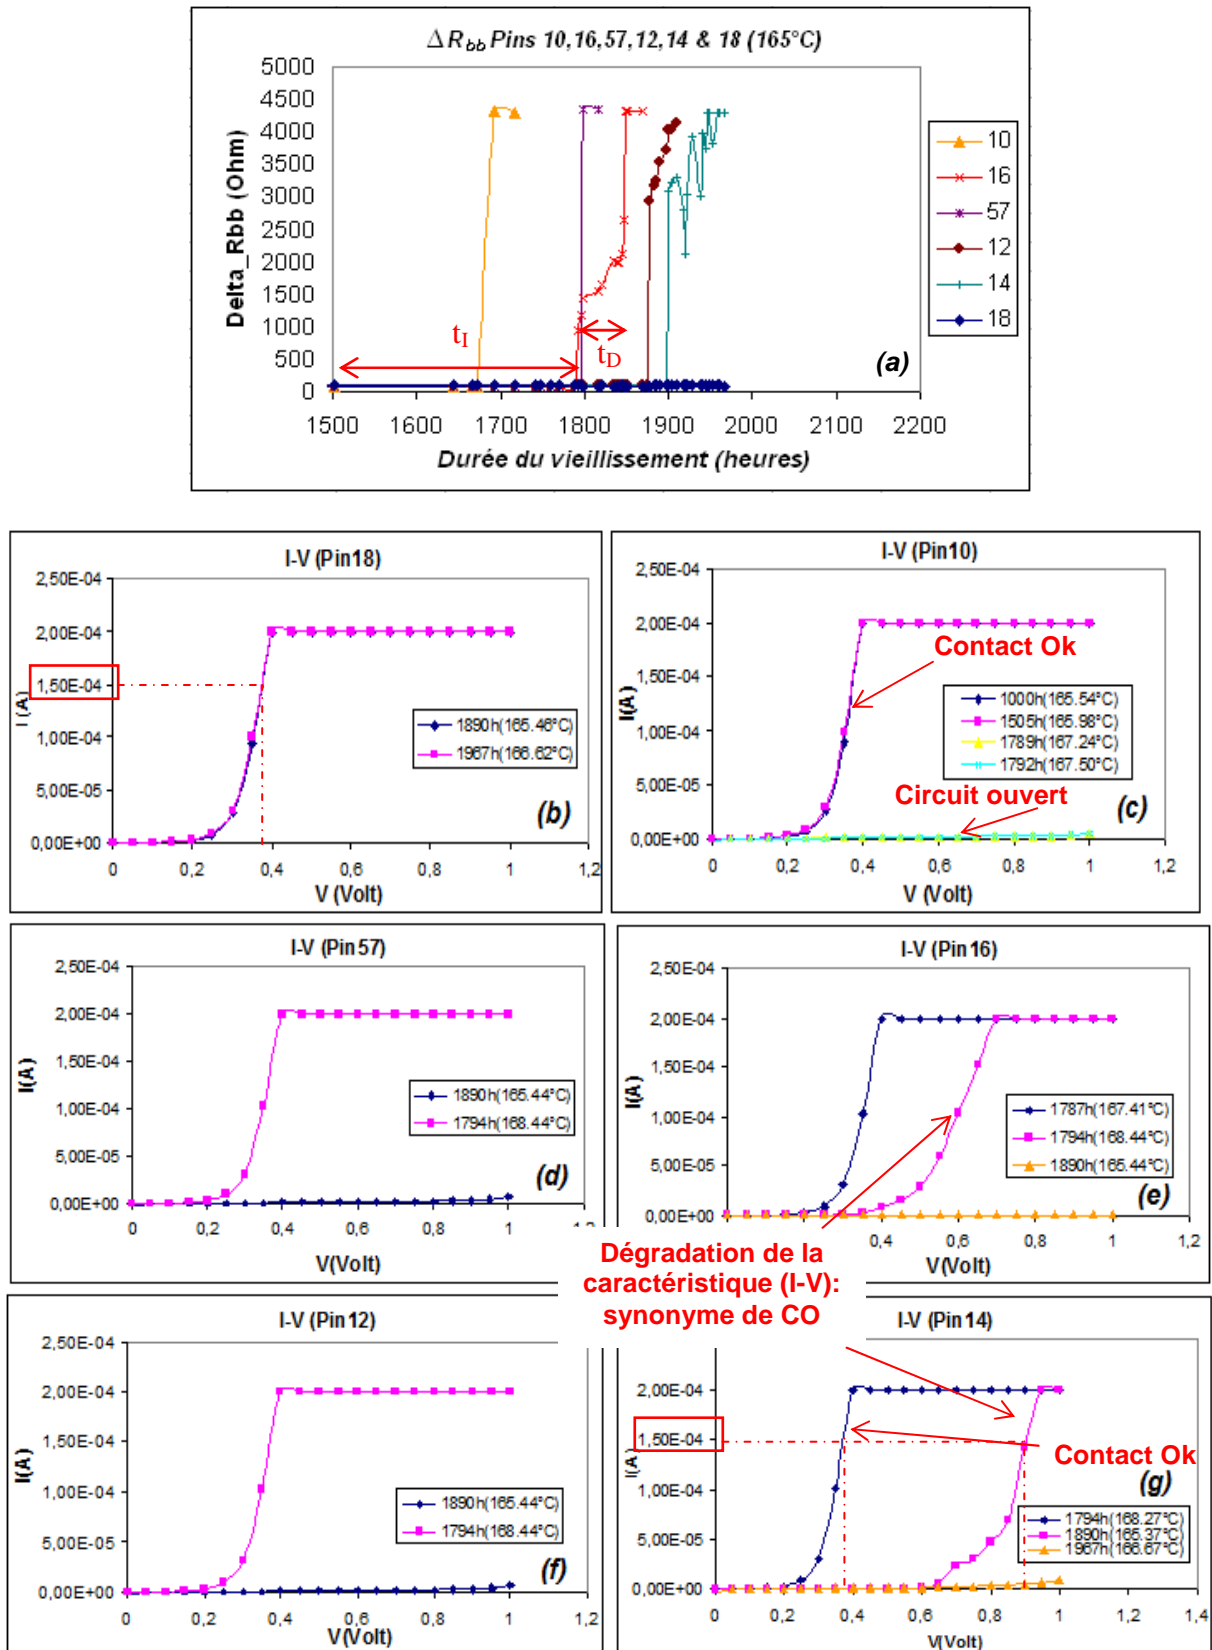 Δ R bb Pins 10,16,57,12,14 & 18 (165°C)
5000
4500
4000
3500
3000
2500
2000
1500
1000
500
0
Delta_Rbb (Ohm)
1500 1600 1700 1800 1900 2000 2100 2200
Durée du vieillissement (heures)
tI
tD
(a)
10
16
57
12
14
18
I-V (Pin18)
2,50E-04
2,00E-04
1,50E-04
1,00E-04
5,00E-05
0,00E+00
I (A)
0 0,2 0,4 0,6 0,8 1
V (Volt)
1890h(165.46°C)
1967h(166.62°C)
(b)
I-V (Pin10)
2,50E-04
2,00E-04
1,50E-04
1,00E-04
5,00E-05
0,00E+00
I(A)
0 0,2 0,4 0,6 0,8 1 1,2
V (Volt)
Contact Ok
1000h(165.54°C)
1505h(165.98°C)
1789h(167.24°C)
1792h(167.50°C)
Circuit ouvert
(c)
I-V (Pin57)
2,50E-04
2,00E-04
1,50E-04
1,00E-04
5,00E-05
0,00E+00
I(A)
0 0,2 0,4 0,6 0,8 1 1,2
V(Volt)
1890h(165.44°C)
1794h(168.44°C)
(d)
I-V (Pin16)
2,50E-04
2,00E-04
1,50E-04
1,00E-04
5,00E-05
0,00E+00
I(A)
0,4 0,6 0,8 1 1,2
V(Volt)
1787h(167.41°C)
1794h(168.44°C)
1890h(165.44°C)
(e)
Dégradation de la
caractéristique (I-V):
synonyme de CO
I-V (Pin12)
2,50E-04
2,00E-04
1,50E-04
1,00E-04
5,00E-05
0,00E+00
I(A)
0 0,2 0,4 0,6 0,8 1 1,2
V(Volt)
1890h(165.44°C)
1794h(168.44°C)
(f)
I-V (Pin14)
2,50E-04
2,00E-04
1,50E-04
1,00E-04
5,00E-05
0,00E+00
I(A)
0 0,2 0,4 0,6 0,8 1 1,2 1,4
V(Volt)
Contact Ok
(g)
1794h(168.27°C)
1890h(165.37°C)
1967h(166.67°C)